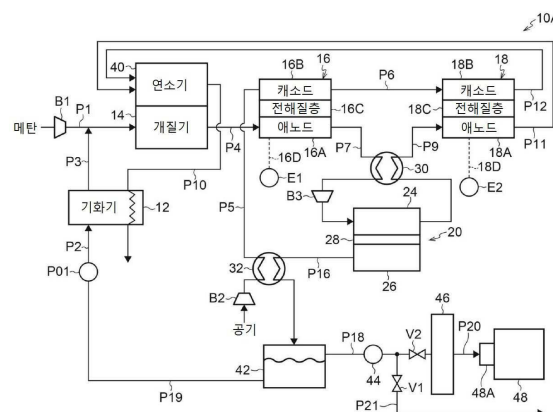 10A
40
16B
16
18B
18
연소기
캐소드
P6
캐소드
P12
B1
P1
14
전해질층
16C
18C
전해질층
메탄
개질기
애노드
애노드
P11
P4
16A
P7
P9
18A
P3
P10
16D
30
18D
E1
B3
E2
기화기
12
P5
24
P2
28
20
P01
32
P16
26
B2
공기
46
P18
V2
P20
42
44
V1
48A
48
P19
P21